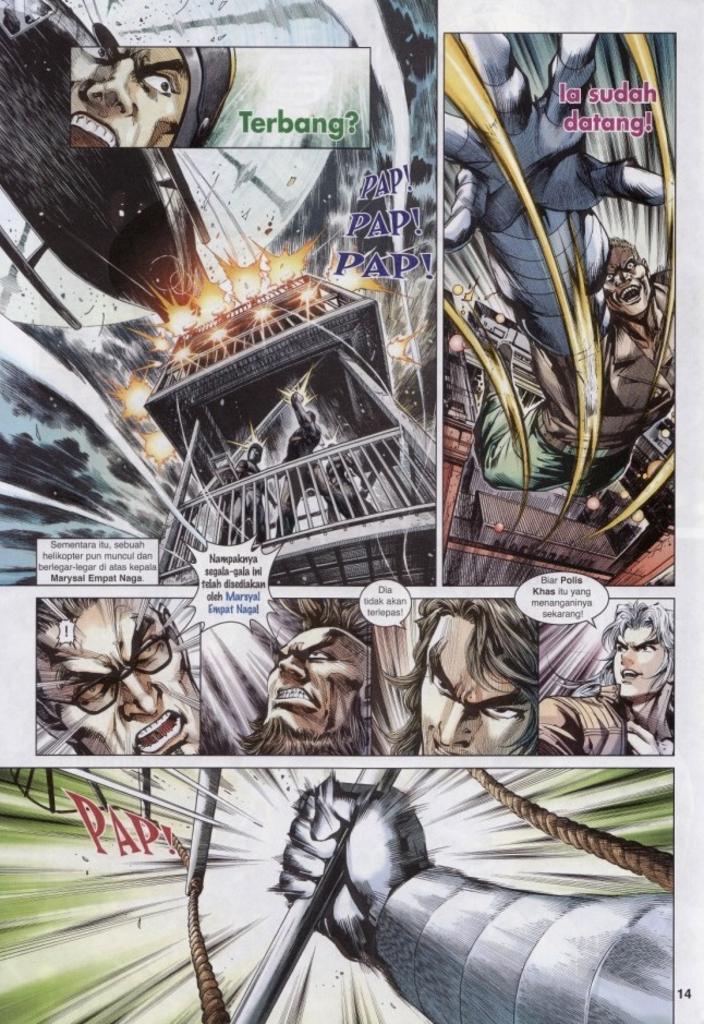 Terbang?
PAP!
PAP!
PAP!
Ia sudah
datang!
Sementara itu, sebuah
helikopter pun muncul dan
berlegar-legar di atas kepala
Marysal Empat Naga.
!
Nampaknya
segala-gala ini
telah disediakan
oleh Marsyal
Empat Naga!
Dia
tidak akan
terlepas!
Biar Polis
Khas itu yang
menanganinya
sekarang!
PAP!
14